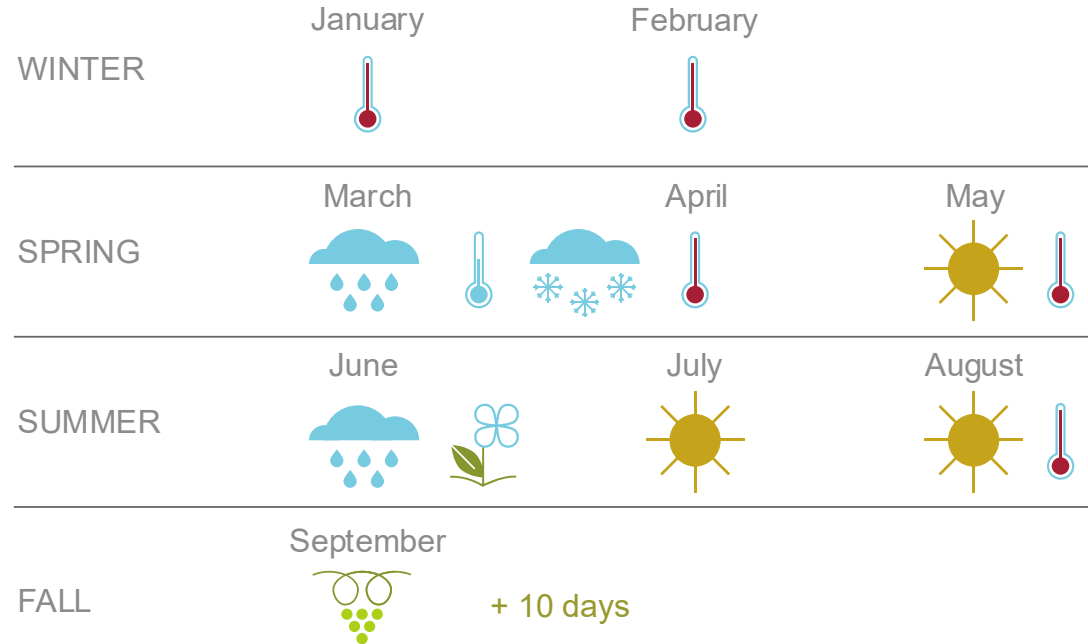 January February
WINTER
March April May
SPRING
June July August
SUMMER
September
FALL
+ 10 days